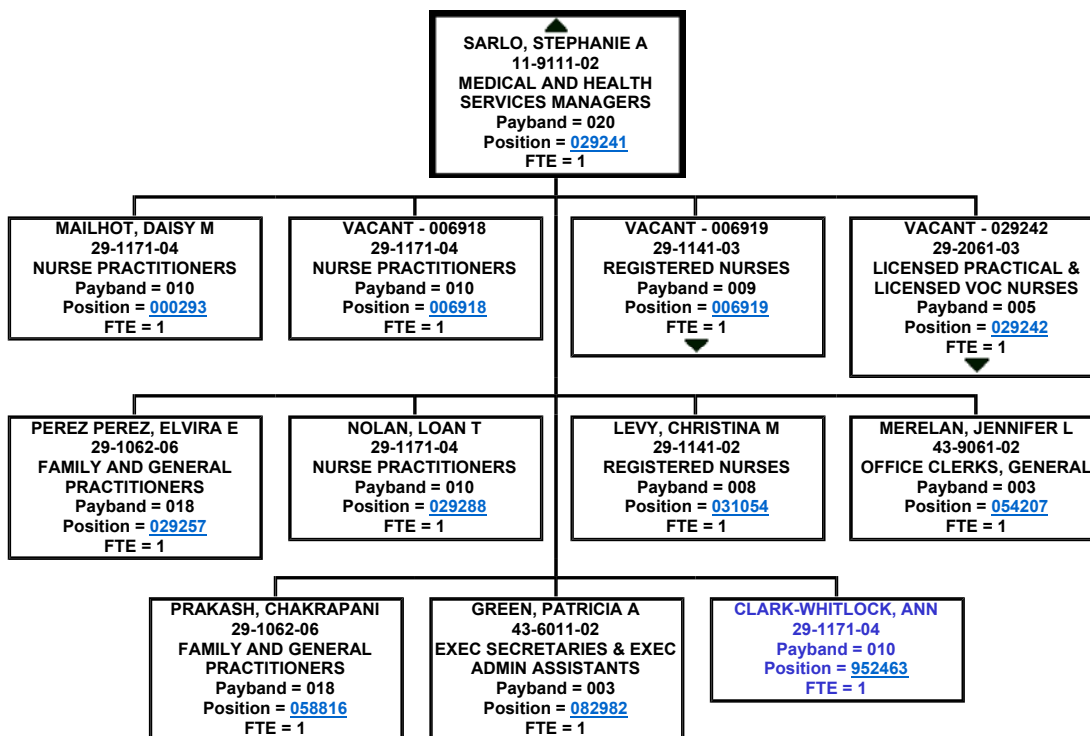 SARLO, STEPHANIE A
11-9111-02
MEDICAL AND HEALTH
SERVICES MANAGERS
Payband = 020
Position = 029241
FTE = 1
MAILHOT, DAISY M
29-1171-04
NURSE PRACTITIONERS
Payband = 010
Position = 000293
FTE = 1
VACANT - 006918
29-1171-04
NURSE PRACTITIONERS
Payband = 010
Position = 006918
FTE = 1
VACANT - 006919
29-1141-03
REGISTERED NURSES
Payband = 009
Position = 006919
FTE = 1
VACANT - 029242
29-2061-03
LICENSED PRACTICAL &
LICENSED VOC NURSES
Payband = 005
Position = 029242
FTE = 1
PEREZ PEREZ, ELVIRA E
29-1062-06
FAMILY AND GENERAL
PRACTITIONERS
Payband = 018
Position = 029257
FTE = 1
NOLAN, LOAN T
29-1171-04
NURSE PRACTITIONERS
Payband = 010
Position = 029288
FTE = 1
LEVY, CHRISTINA M
29-1141-02
REGISTERED NURSES
Payband = 008
Position = 031054
FTE = 1
MERELAN, JENNIFER L
43-9061-02
OFFICE CLERKS, GENERAL
Payband = 003
Position = 054207
FTE = 1
PRAKASH, CHAKRAPANI
29-1062-06
FAMILY AND GENERAL
PRACTITIONERS
Payband = 018
Position = 058816
FTE = 1
GREEN, PATRICIA A
43-6011-02
EXEC SECRETARIES & EXEC
ADMIN ASSISTANTS
Payband = 003
Position = 082982
FTE = 1
CLARK-WHITLOCK, ANN
29-1171-04
Payband = 010
Position = 952463
FTE = 1